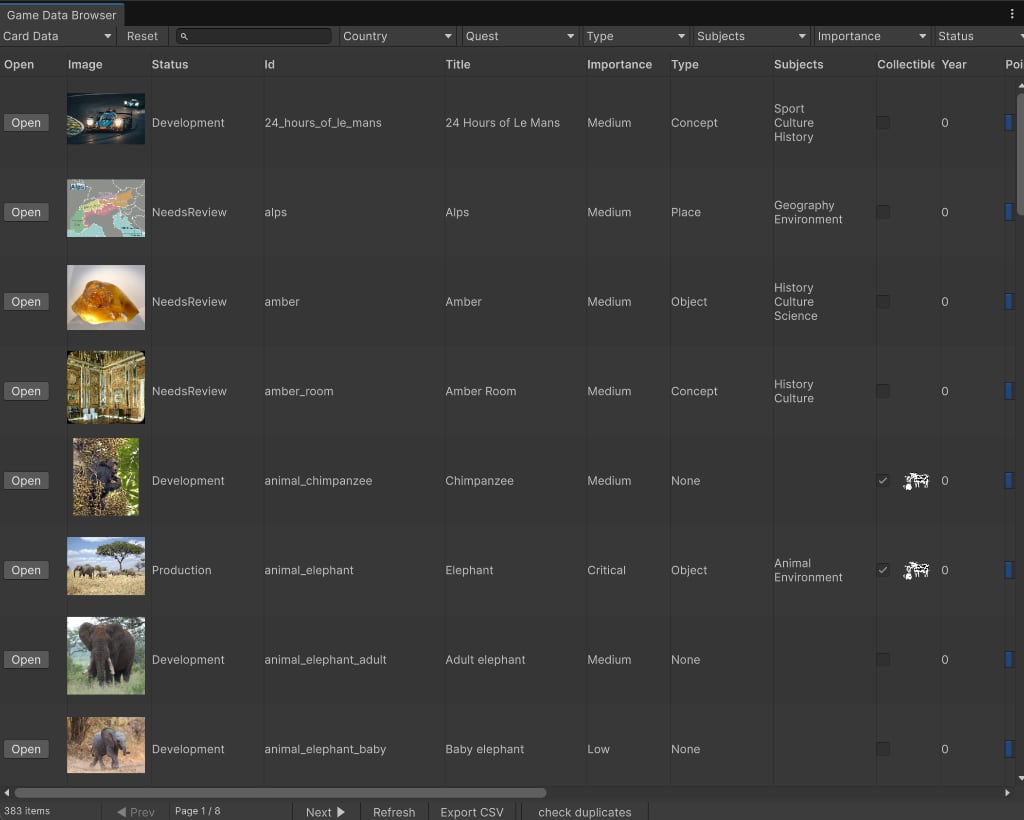 Game Data Browser
Card Data Reset Country Quest Type Subjects Importance Status
Open Image Status Id Title Importance Type Subjects Collectible Year Poi
Open Development 24_hours_of_le_mans 24 Hours of Le Mans Medium Concept Sport Culture History 0
Open NeedsReview alps Alps Medium Place Geography Environment 0
Open NeedsReview amber Amber Medium Object History Culture Science 0
Open NeedsReview amber_room Amber Room Medium Concept History Culture 0
Open Development animal_chimpanzee Chimpanzee Medium None 0
Open Production animal_elephant Elephant Critical Object Animal Environment 0
Open Development animal_elephant_adult Adult elephant Medium None 0
Open Development animal_elephant_baby Baby elephant Low None 0
383 items Prev Page 1 / 8 Next Refresh Export CSV check duplicates